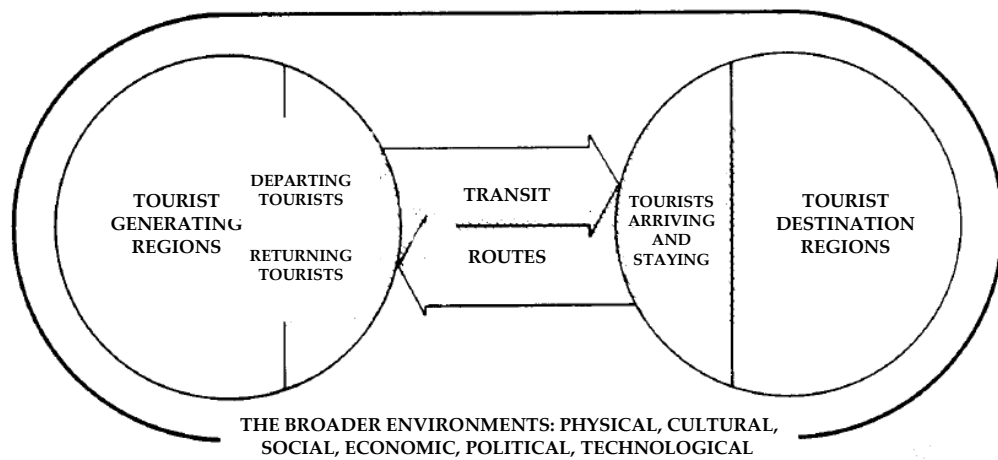 TOURIST
GENERATING
REGIONS
DEPARTING
TOURISTS
RETURNING
TOURISTS
TRANSIT
ROUTES
TOURISTS
ARRIVING
AND
STAYING
TOURIST
DESTINATION
REGIONS
THE BROADER ENVIRONMENTS: PHYSICAL, CULTURAL,
SOCIAL, ECONOMIC, POLITICAL, TECHNOLOGICAL